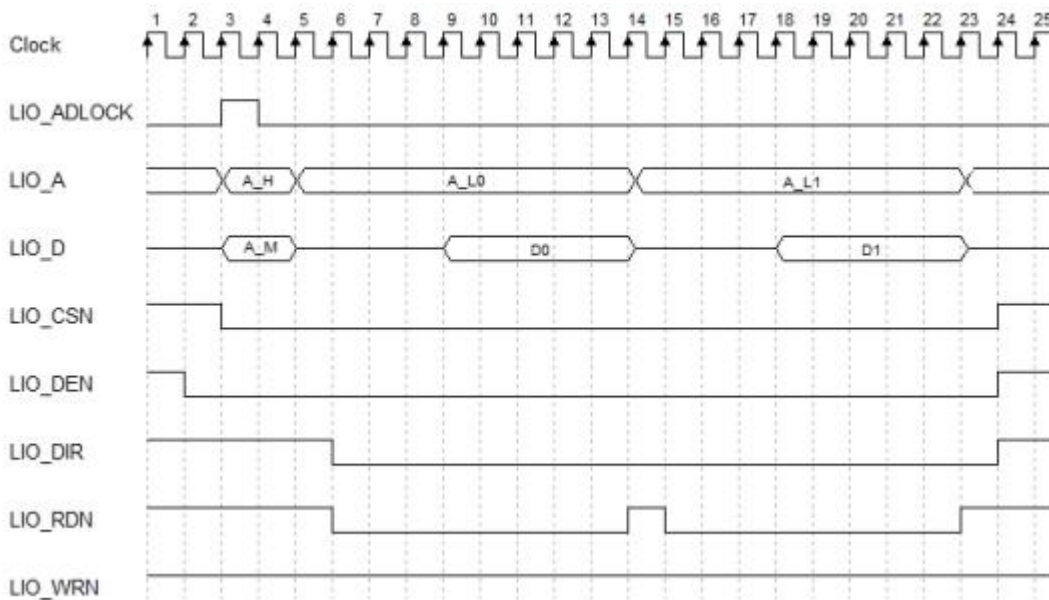 1 2 3 4 5 6 7 8 9 10 11 12 13 14 15 16 17 18 19 20 21 22 23 24 25
Clock
LIO_ADLOCK
LIO_A A_H A_L0 A_L1
LIO_D A_M D0 D1
LIO_CSN
LIO_DEN
LIO_DIR
LIO_RDN
LIO_WRN